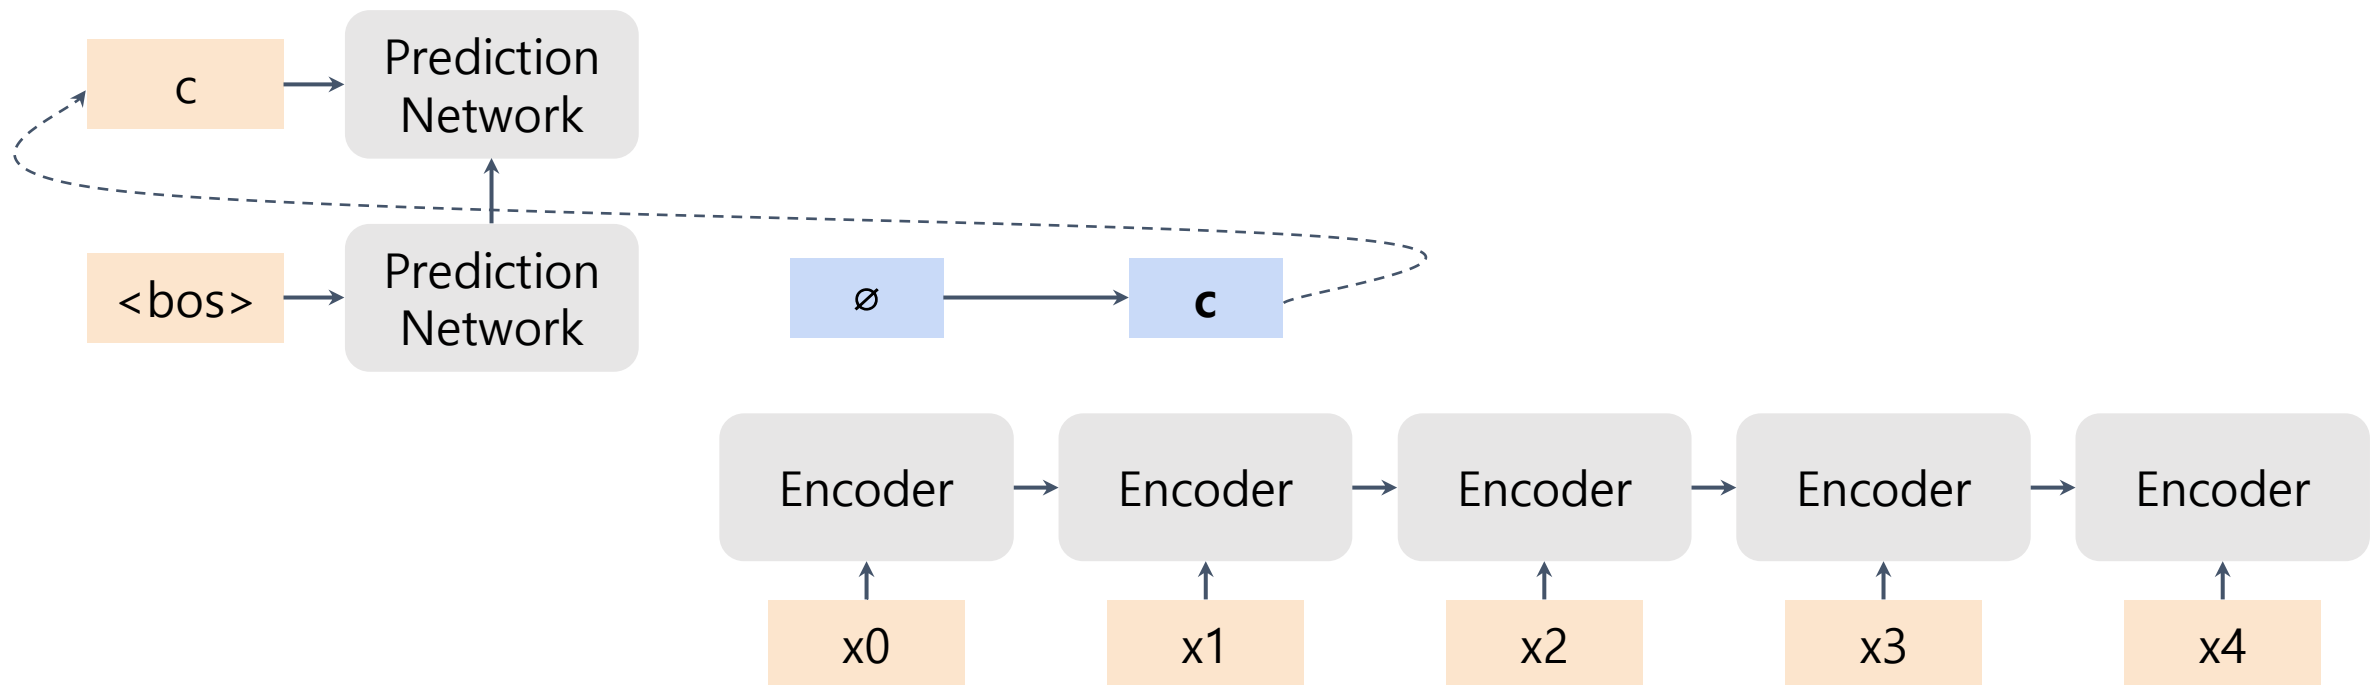 c
Prediction
Network
<bos>
Prediction
Network
∅
c
Encoder
Encoder
Encoder
Encoder
Encoder
x0
x1
x2
x3
x4